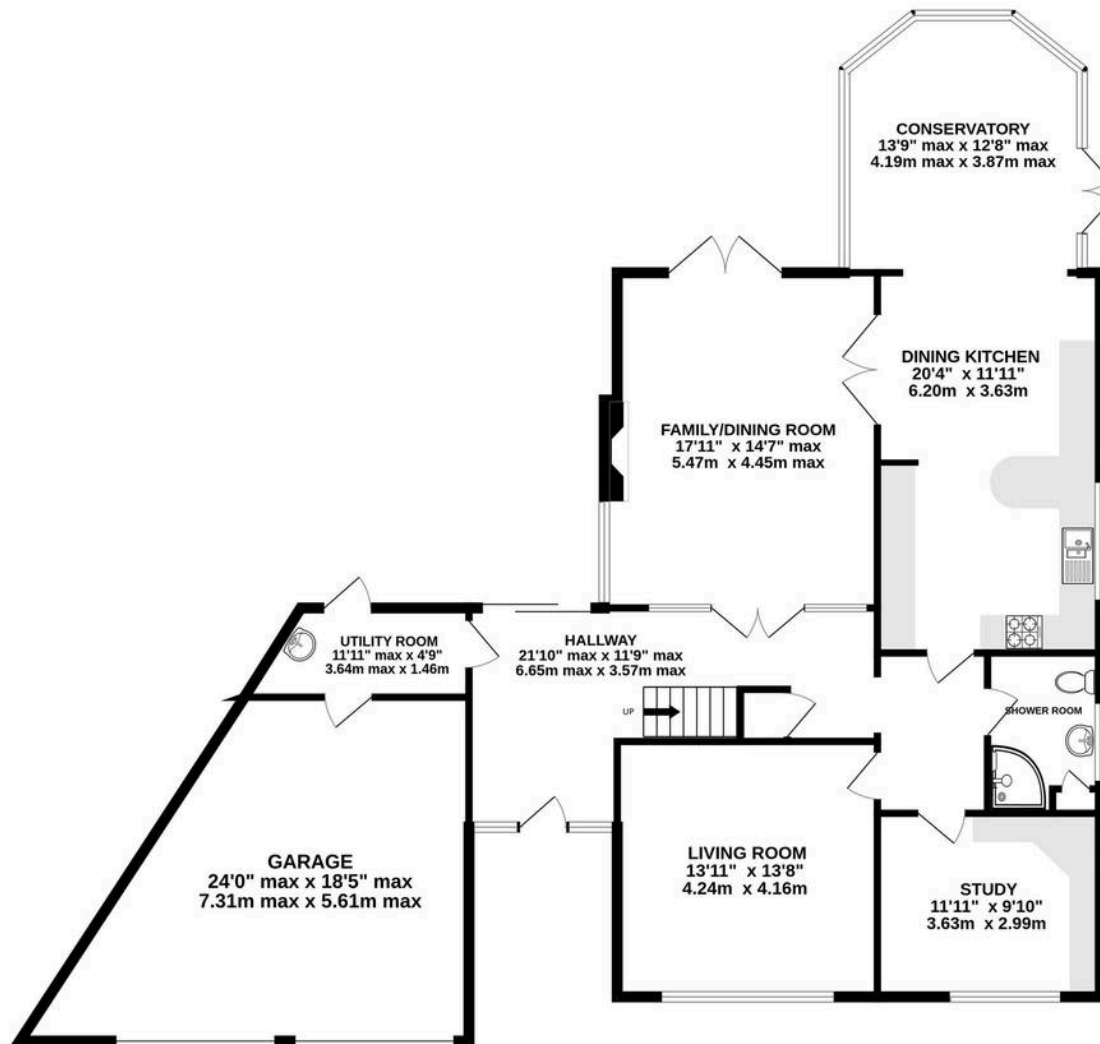 CONSERVATORY
13'9" max x 12'8" max
4.19m max x 3.87m max
DINING KITCHEN
20'4" x 11'11"
6.20m x 3.63m
FAMILY/DINING ROOM
17'11" x 14'7" max
5.47m x 4.45m max
UTILITY ROOM
11'11" max x 4'9"
3.64m max x 1.46m
HALLWAY
21'10" max x 11'9" max
6.65m max x 3.57m max
UP
SHOWER ROOM
GARAGE
24'0" max x 18'5" max
7.31m max x 5.61m max
LIVING ROOM
13'11" x 13'8"
4.24m x 4.16m
STUDY
11'11" x 9'10"
3.63m x 2.99m